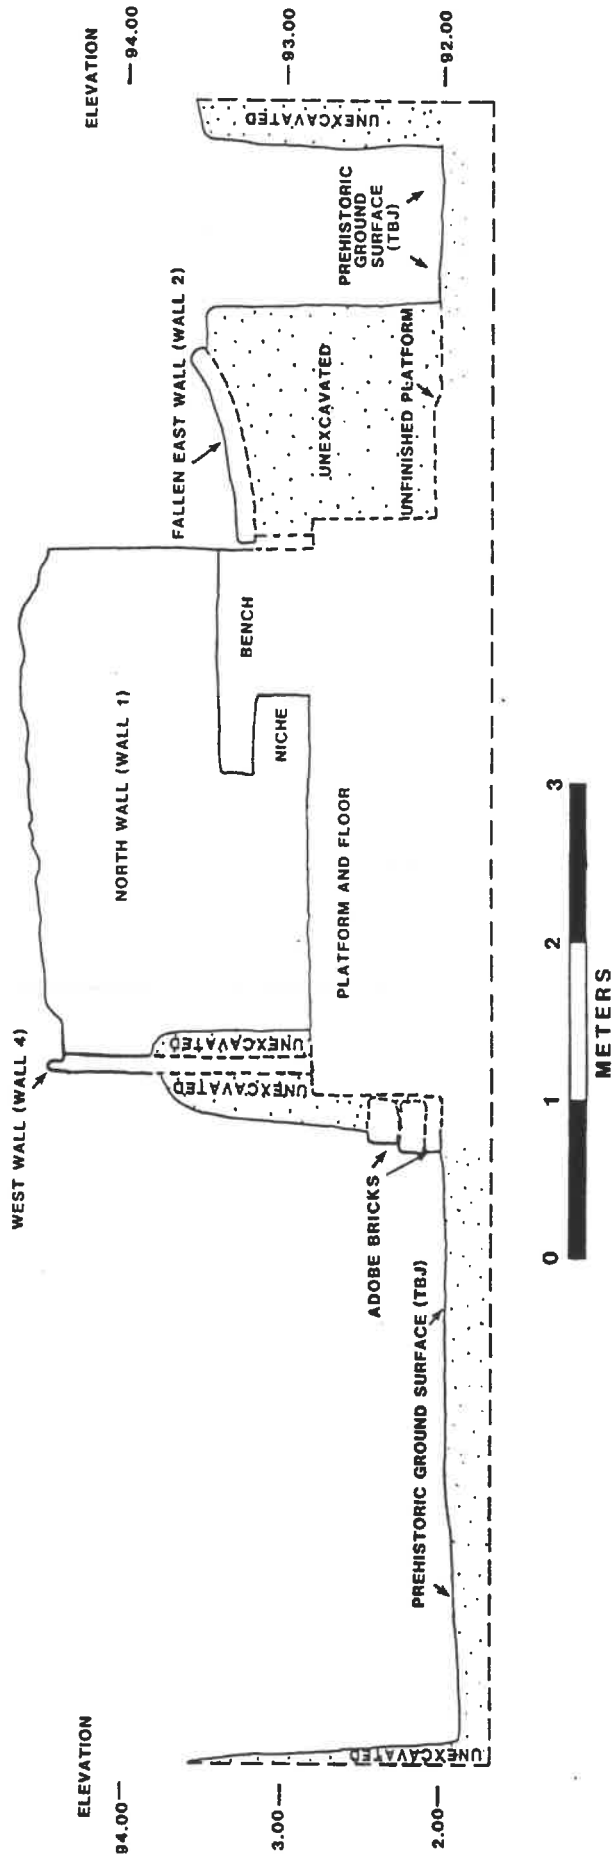 ELEVATION
94.00
3.00
2.00
UNEXCAVATED
PREHISTORIC GROUND SURFACE (TBJ)
ADOBE BRICKS
WEST WALL (WALL 4)
UNEXCAVATED
UNEXCAVATED
NORTH WALL (WALL 1)
PLATFORM AND FLOOR
NICHE
BENCH
FALLEN EAST WALL (WALL 2)
UNEXCAVATED
UNFINISHED PLATFORM
PREHISTORIC
GROUND
SURFACE
(TBJ)
UNEXCAVATED
ELEVATION
94.00
93.00
92.00
0
1
2
3
METERS